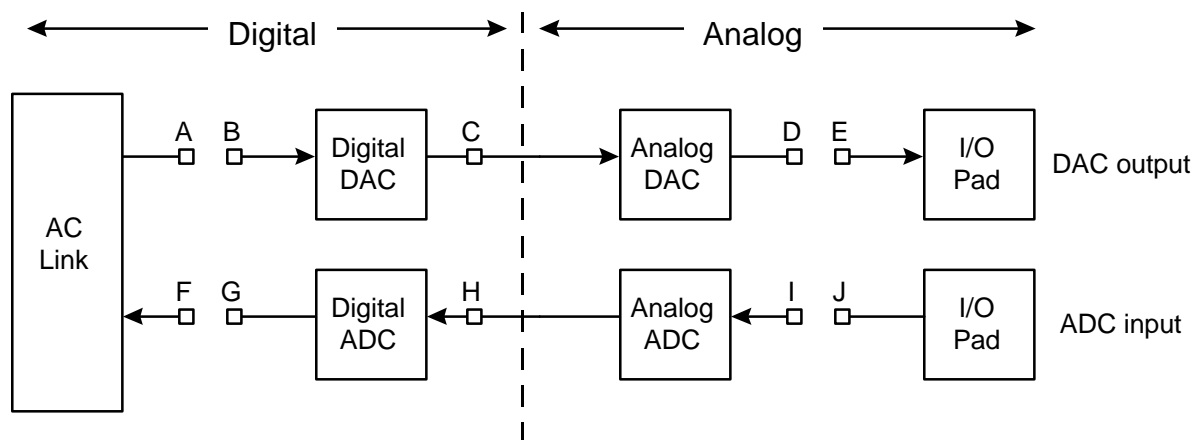 Digital
Analog
A
B
C
D
E
Digital
DAC
Analog
DAC
I/O
Pad
DAC output
AC
Link
F
G
H
I
J
Digital
ADC
Analog
ADC
I/O
Pad
ADC input